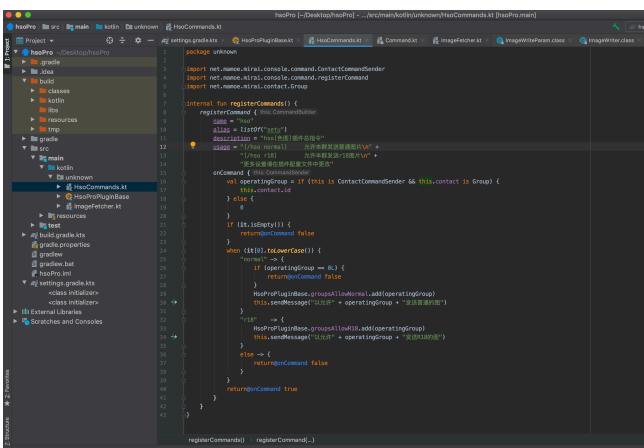 hsoPro [~/Desktop/hsoPro] - .../src/main/kotlin/unknown/HsoCommands.kt [hsoPro.main]
hsoPro
src
main
kotlin
unknown
HsoCommands.kt
Project
settings.gradle.kts
HsoProPluginBase.kt
HsoCommands.kt
Command.kt
ImageFetcher.kt
ImageWriteParam.class
ImageWriter.class
1: Project
hsoPro ~/Desktop/hsoPro
.gradle
.idea
build
classes
kotlin
libs
resources
tmp
gradle
src
main
kotlin
unknown
HsoCommands.kt
HsoProPluginBase
ImageFetcher.kt
resources
test
build.gradle.kts
gradle.properties
gradlew
gradlew.bat
hsoPro.iml
settings.gradle.kts
<class initializer>
<class initializer>
External Libraries
Scratches and Consoles
2: Favorites
Z: Structure
package unknown
import net.mamoe.mirai.console.command.ContactCommandSender
import net.mamoe.mirai.console.command.registerCommand
import net.mamoe.mirai.contact.Group
internal fun registerCommands() {
registerCommand { this: CommandBuilder
name = "hso"
alias = listOf("setu")
description = "hso[色图]插件总指令"
usage = "[/hso normal] 允许本群发送普通图片\n" +
"[/hso r18] 允许本群发送r18图片\n" +
"更多设置请在插件配置文件中更改"
onCommand { this: CommandSender
val operatingGroup = if (this is ContactCommandSender && this.contact is Group) {
this.contact.id
} else {
0
}
if (it.isEmpty()) {
return@onCommand false
}
when (it[0].toLowerCase()) {
"normal" -> {
if (operatingGroup == 0L) {
return@onCommand false
}
HsoProPluginBase.groupsAllowNormal.add(operatingGroup)
this.sendMessage("以允许" + operatingGroup + "发送普通的图")
}
"r18" -> {
HsoProPluginBase.groupsAllowR18.add(operatingGroup)
this.sendMessage("以允许" + operatingGroup + "发送R18的图")
}
else -> {
return@onCommand false
}
}
return@onCommand true
}
}
}
registerCommands()
registerCommand{...}